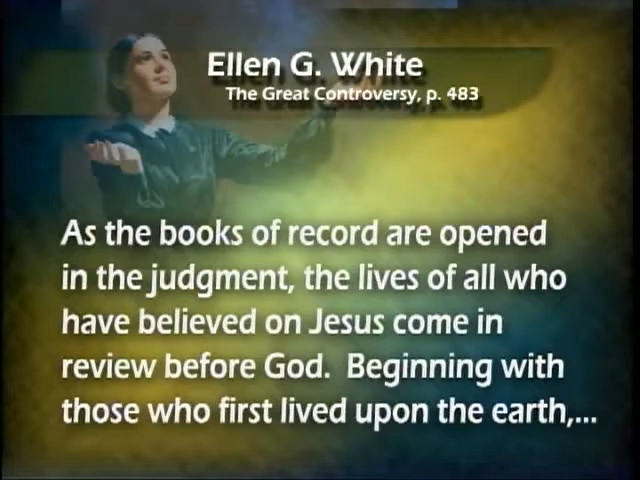 Ellen G. White
The Great Controversy, p. 483
As the books of record are opened
in the judgment, the lives of all who
have believed on Jesus come in
review before God.  Beginning with
those who first lived upon the earth,...